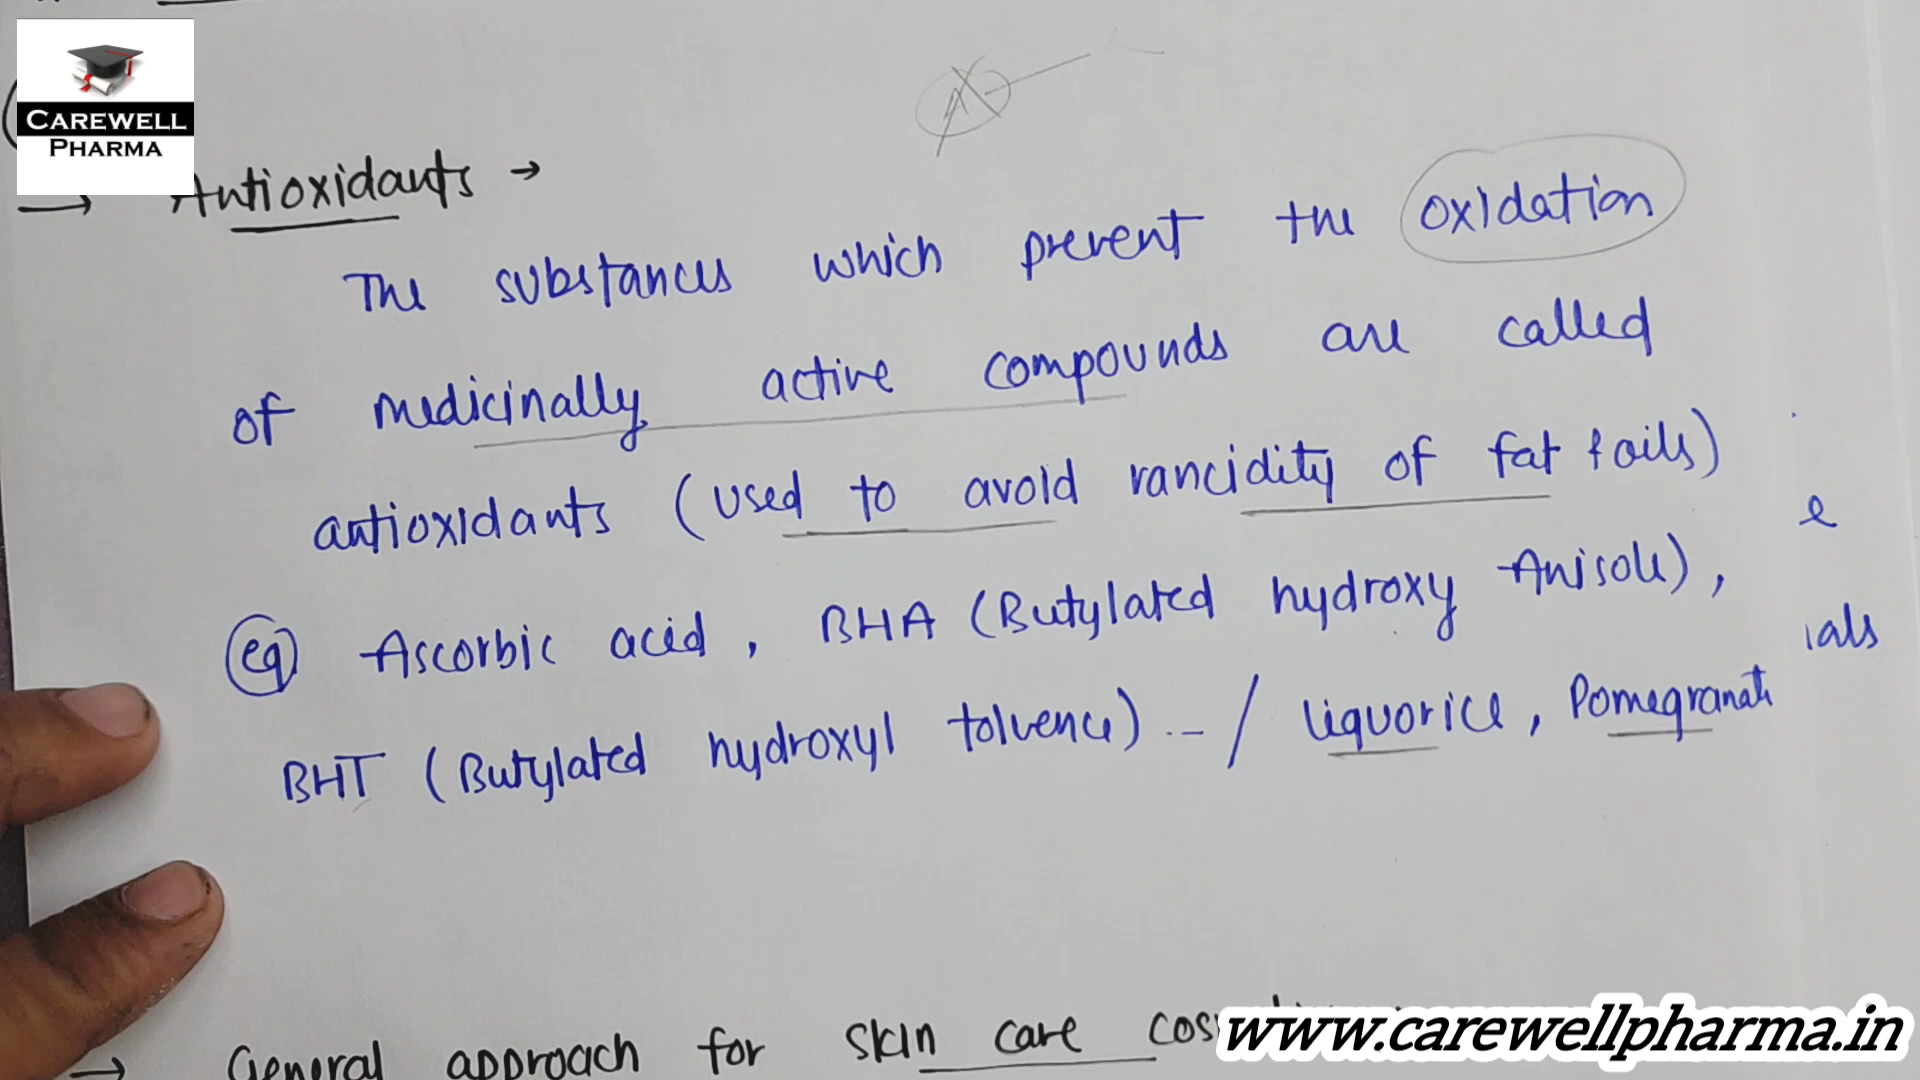 CAREWELL
PHARMA
→ Antioxidants →
The substances which prevent the oxidation
of medicinally active compounds are called
antioxidants (used to avoid rancidity of fat & oils)
e
eg Ascorbic acid, BHA (Butylated hydroxy Anisole),
ials
BHT (Butylated hydroxyl toluence) -- / liquorice, Pomegranate
→ General approach for skin care
www.carewellpharma.in